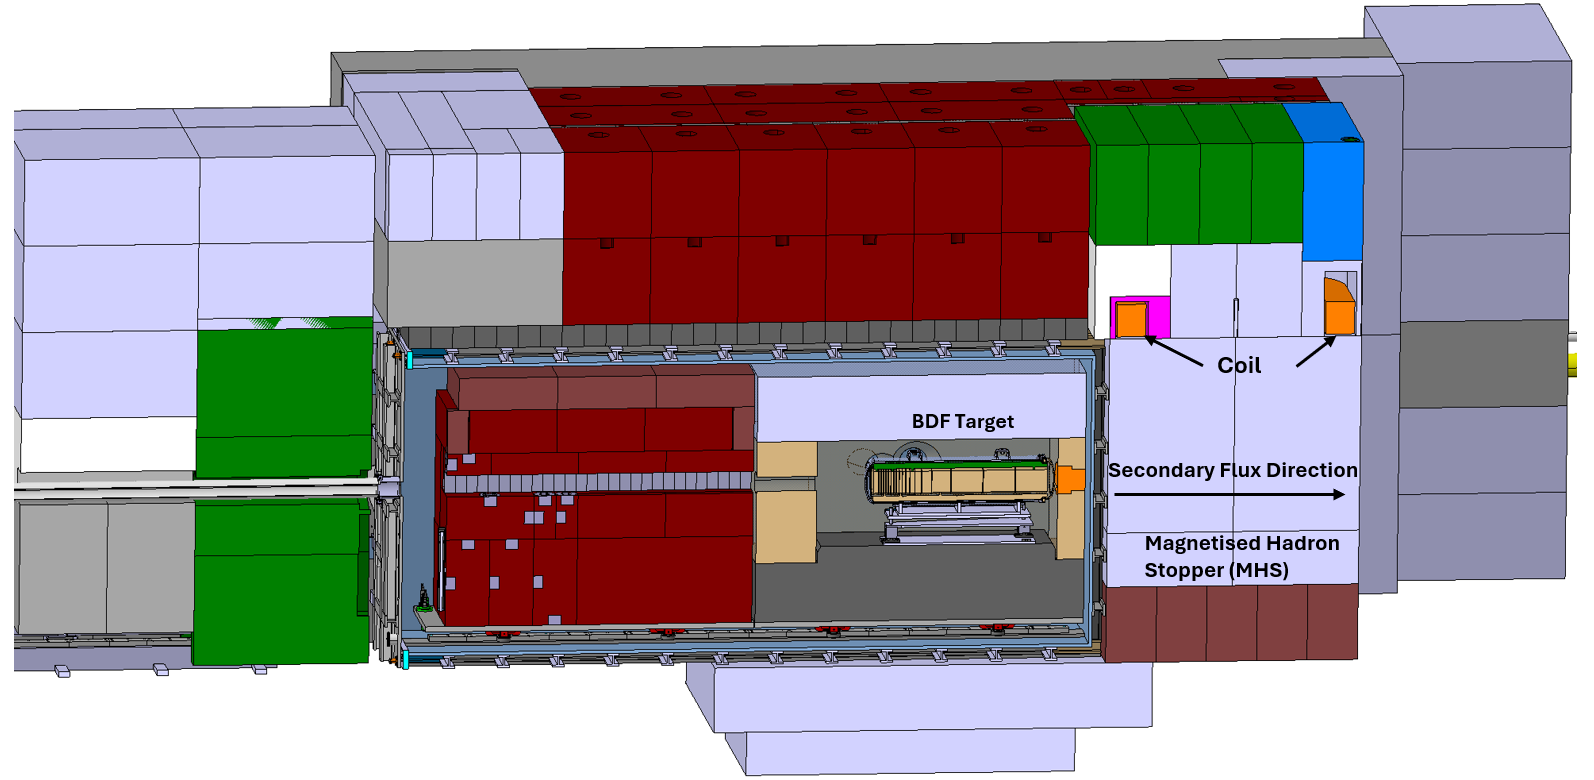 Coil
BDF Target
Secondary Flux Direction
Magnetised Hadron
Stopper (MHS)